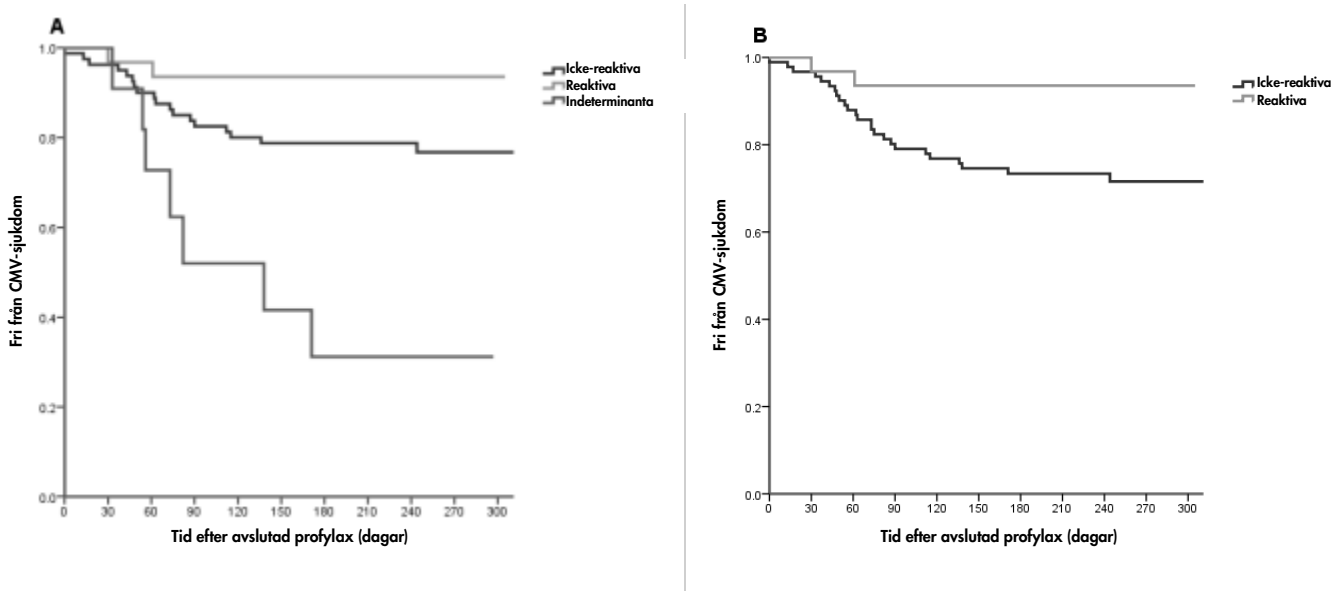 A
1.0
0.8
0.6
0.4
0.2
0.0
0 30 60 90 120 150 180 210 240 270 300
Fri från CMV-sjukdom
Tid efter avslutad profylax (dagar)
Icke-reaktiva
Reaktiva
Indeterminanta
B
1.0
0.8
0.6
0.4
0.2
0.0
0 30 60 90 120 150 180 210 240 270 300
Fri från CMV-sjukdom
Tid efter avslutad profylax (dagar)
Icke-reaktiva
Reaktiva